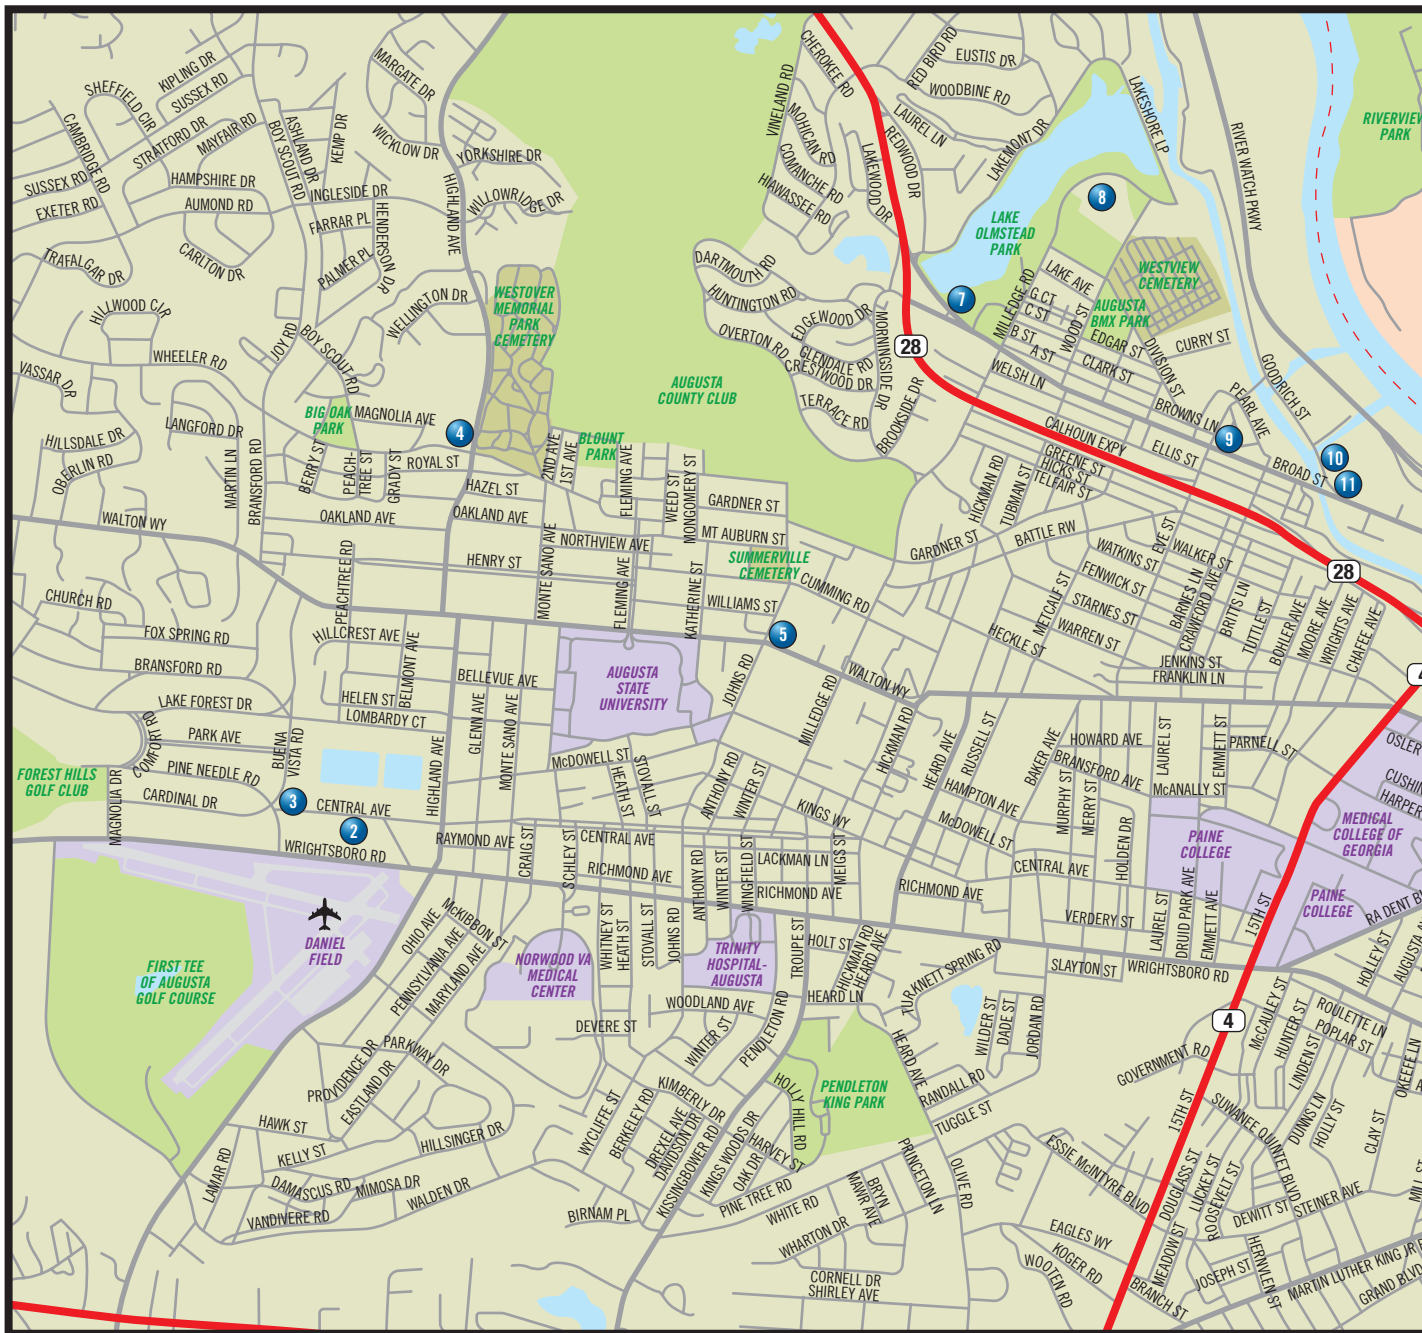 KIPLING DR
SUSSEX RD
SHEFFIELD CIR
CAMBRIDGE RD
STRATFORD DR
MAYFAIR RD
BOY SCOUT RD
ASHLAND DR
KEMP DR
MARGATE DR
WICKLOW DR
YORKSHIRE DR
WILLOWRIDGE DR
HIGHLAND AVE
SUSSEX RD
EXETER RD
HAMPSHIRE DR
AUMOND RD
INGLESIDE DR
FARRAR PL
HENDERSON DR
PALMER PL
CARLTON DR
TRAFALGAR DR
HILLWOOD CIR
WELLINGTON DR
JOY RD
BOY SCOUT RD
WHEELER RD
VASSAR DR
HILLSDALE DR
OBERLIN RD
LANGFORD DR
MARTIN LN
BRANSFORD RD
BIG OAK
PARK
MAGNOLIA AVE
4
BERRY ST
PEACH-
TREE ST
GRADY ST
ROYAL ST
WESTOVER
MEMORIAL
PARK
CEMETERY
HAZEL ST
2ND AVE
1ST AVE
BLOUNT
PARK
FLEMING AVE
WEED ST
MONTGOMERY ST
GARDNER ST
MT AUBURN ST
SUMMERVILLE
CEMETERY
AUGUSTA
COUNTY CLUB
CHEROKEE RD
VINELAND RD
MOHICAN RD
COMANCHE RD
HIAWASSEE RD
LAKEWOOD DR
REDWOOD DR
LAUREL LN
RED BIRD RD
EUSTIS DR
WOODBINE RD
LAKEMONT DR
LAKESHORE LP
RIVER WATCH PKWY
RIVERVIEW
PARK
8
LAKE
OLMSTEAD
PARK
7
WESTVIEW
CEMETERY
LAKE AVE
MILLEDGE RD
G CT
C ST
B ST
A ST
WOOD ST
AUGUSTA
BMX PARK
EDGAR ST
CLARK ST
DIVISION ST
CURRY ST
WELSH LN
BROWNS LN
PEARL AVE
GOODRICH ST
9
10
11
BROAD ST
ELLIS ST
CALHOUN EXPY
GREENE ST
HICKS ST
TELFAIR ST
28
DARTMOUTH RD
HUNTINGTON RD
EDGEWOOD DR
OVERTON RD
GLENDALE RD
CRESTWOOD DR
TERRACE RD
MORNINGSIDE DR
BROOKSIDE DR
HICKMAN RD
TUBMAN ST
GARDNER ST
BATTLE RW
WATKINS ST
EVE ST
WALKER ST
FENWICK ST
STARNES ST
WARREN ST
METCALF ST
HECKLE ST
BARNES LN
CRAWFORD AVE
BRITTS LN
TUTTLE ST
BOHLER AVE
MOORE AVE
WRIGHTS AVE
CHAFEE AVE
28
JENKINS ST
FRANKLIN LN
WALTON WY
OAKLAND AVE
OAKLAND AVE
HENRY ST
NORTHVIEW AVE
MONTE SANO AVE
FLEMING AVE
KATHERINE ST
WILLIAMS ST
CUMMING RD
5
PEACHTREE RD
CHURCH RD
FOX SPRING RD
BRANSFORD RD
HILLCREST AVE
BELMONT AVE
BELLEVUE AVE
HELEN ST
LOMBARDY CT
LAKE FOREST DR
PARK AVE
COMFORT RD
PINE NEEDLE RD
CARDINAL DR
BUENA
VISTA RD
FOREST HILLS
GOLF CLUB
MAGNOLIA DR
3
CENTRAL AVE
2
WRIGHTSBORO RD
HIGHLAND AVE
GLENN AVE
MONTE SANO AVE
AUGUSTA
STATE
UNIVERSITY
JOHNS RD
MILLEDGE RD
WALTON WY
HICKMAN RD
HEARD AVE
RUSSELL ST
BAKER AVE
HOWARD AVE
BRANSFORD AVE
LAUREL ST
EMMETT ST
PARNELL ST
McANALLY ST
4
OSLER
CUSHIN
HARPER
MEDICAL
COLLEGE OF
GEORGIA
PAINE
COLLEGE
PAINE
COLLEGE
RA DENT B
McDOWELL ST
HEATH ST
STOVALL ST
ANTHONY RD
WINTER ST
KINGS WY
HAMPTON AVE
McDOWELL ST
MURPHY ST
MERRY ST
HOLDEN DR
RAYMOND AVE
CRAIG ST
SCHLEY ST
CENTRAL AVE
RICHMOND AVE
ANTHONY RD
WINTER ST
WINGFIELD ST
LACKMAN LN
RICHMOND AVE
MEIGS ST
RICHMOND AVE
CENTRAL AVE
VERDERY ST
LAUREL ST
DRUID PARK AVE
EMMETT AVE
15TH ST
DANIEL
FIELD
FIRST TEE
OF AUGUSTA
GOLF COURSE
OHIO AVE
McKIBBON ST
PENNSYLVANIA AVE
MARYLAND AVE
NORWOOD VA
MEDICAL
CENTER
WHITNEY ST
HEATH ST
STOVALL ST
JOHNS RD
TRINITY
HOSPITAL-
AUGUSTA
TROUPE ST
HOLT ST
HICKMAN RD
HEARD AVE
HEARD LN
TURKNETT SPRING RD
SLAYTON ST
WRIGHTSBORO RD
HOLLEY ST
AUGUSTA A
WOODLAND AVE
DEVERE ST
WINTER ST
PENDLETON RD
WILDER ST
DADE ST
JORDAN RD
4
McCAULEY ST
HUNTER ST
LINDEN ST
ROULETTE LN
POPLAR ST
OKEEFE LN
GOVERNMENT RD
PROVIDENCE DR
PARKWAY DR
EASTLAND DR
HAWK ST
KELLY ST
HILLSINGER DR
LAMAR RD
DAMASCUS RD
MIMOSA DR
VANDIVERE RD
WALDEN DR
WYCLIFFE ST
BERKELEY RD
KIMBERLY DR
DREXEL AVE
DAVIDSON DR
KISSINGBOWER RD
KINGS WOODS DR
OAK DR
HARVEY ST
HOLLY HILL RD
PENDLETON
KING PARK
HEARD AVE
RANDALL RD
TUGGLE ST
PRINCETON LN
OLIVE RD
BIRNAM PL
PINE TREE RD
WHITE RD
WHARTON DR
BRYN
MAWR AVE
CORNELL DR
SHIRLEY AVE
ESSIE McINTYRE BLVD
15TH ST
SUWANEE QUINTET BLVD
DUNNS LN
HOLLY ST
CLAY ST
MILL ST
DOUGLASS ST
LUCKEY ST
ROOSEVELT ST
DEWITT ST
STEINER AVE
EAGLES WY
KOGER RD
WOOTEN RD
MEADOW ST
BRANCH ST
JOSEPH ST
HERNVLEN ST
MARTIN LUTHER KING JR
GRAND BLVD